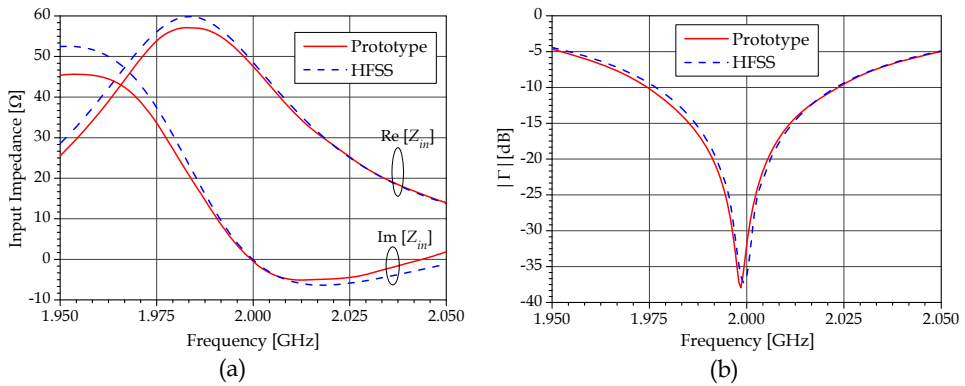 60
50
40
30
20
10
0
-10
Input Impedance [Ω]
Prototype
HFSS
Re [Z_in]
Im [Z_in]
1.950 1.975 2.000 2.025 2.050
Frequency [GHz]
(a)
0
-5
-10
-15
-20
-25
-30
-35
-40
|Γ| [dB]
Prototype
HFSS
1.950 1.975 2.000 2.025 2.050
Frequency [GHz]
(b)